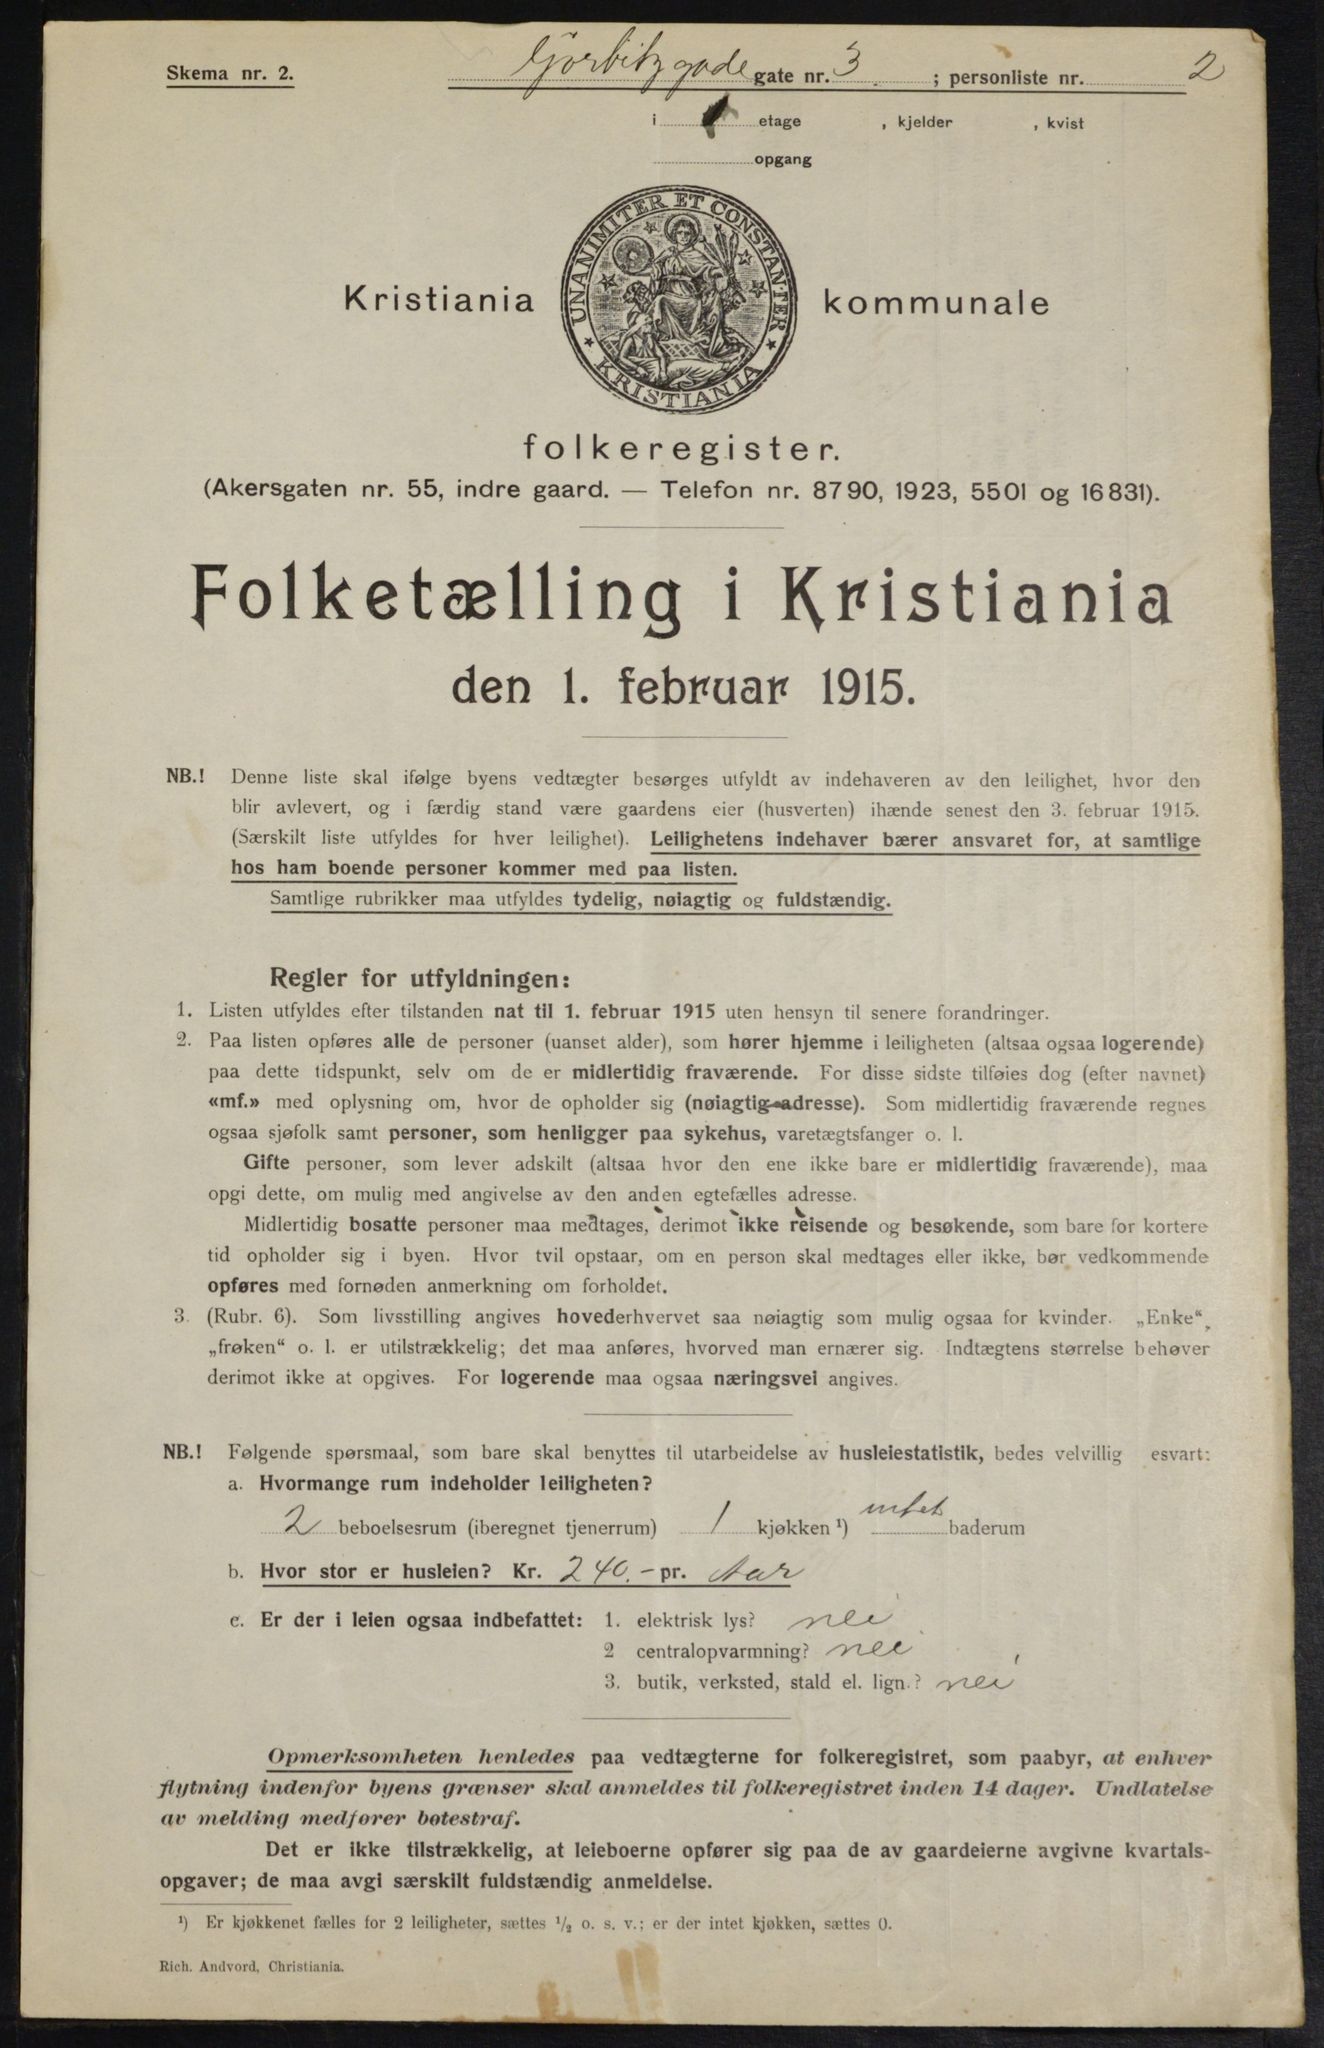 Skema nr. 2.
Gørbitzgade gate nr. 3 ; personliste nr. 2
i 1 etage , kjelder , kvist
opgang
UNANIMITER ET CONSTANTER
KRISTIANIA
Kristiania kommunale
folkeregister.
(Akersgaten nr. 55, indre gaard. — Telefon nr. 8790, 1923, 5501 og 16831).
Folketælling i Kristiania
den 1. februar 1915.
NB.! Denne liste skal ifølge byens vedtægter besørges utfyldt av indehaveren av den leilighet, hvor den
blir avlevert, og i færdig stand være gaardens eier (husverten) ihænde senest den 3. februar 1915.
(Særskilt liste utfyldes for hver leilighet). Leilighetens indehaver bærer ansvaret for, at samtlige
hos ham boende personer kommer med paa listen.
Samtlige rubrikker maa utfyldes tydelig, nøiagtig og fuldstændig.
Regler for utfyldningen:
1. Listen utfyldes efter tilstanden nat til 1. februar 1915 uten hensyn til senere forandringer.
2. Paa listen opføres alle de personer (uanset alder), som hører hjemme i leiligheten (altsaa ogsaa logerende)
paa dette tidspunkt, selv om de er midlertidig fraværende. For disse sidste tilføies dog (efter navnet)
«mf.» med oplysning om, hvor de opholder sig (nøiagtig adresse). Som midlertidig fraværende regnes
ogsaa sjøfolk samt personer, som henligger paa sykehus, varetægtsfanger o. l.
Gifte personer, som lever adskilt (altsaa hvor den ene ikke bare er midlertidig fraværende), maa
opgi dette, om mulig med angivelse av den anden egtefælles adresse.
Midlertidig bosatte personer maa medtages, derimot ikke reisende og besøkende, som bare for kortere
tid opholder sig i byen. Hvor tvil opstaar, om en person skal medtages eller ikke, bør vedkommende
opføres med fornøden anmerkning om forholdet.
3. (Rubr. 6). Som livsstilling angives hovederhvervet saa nøiagtig som mulig ogsaa for kvinder. „Enke“,
„frøken“ o. l. er utilstrækkelig; det maa anføres, hvorved man ernærer sig. Indtægtens størrelse behøver
derimot ikke at opgives. For logerende maa ogsaa næringsvei angives.
NB.! Følgende spørsmaal, som bare skal benyttes til utarbeidelse av husleiestatistik, bedes velvillig esvart:
a. Hvormange rum indeholder leiligheten?
2 beboelsesrum (iberegnet tjenerrum) 1 kjøkken ¹) intet baderum
b. Hvor stor er husleien? Kr. 240.- pr. Aar
c. Er der i leien ogsaa indbefattet: 1. elektrisk lys? nei
2 centralopvarmning? nei
3. butik, verksted, stald el. lign.? nei
Opmerksomheten henledes paa vedtægterne for folkeregistret, som paabyr, at enhver
flytning indenfor byens grænser skal anmeldes til folkeregistret inden 14 dager. Undlatelse
av melding medfører bøtestraf.
Det er ikke tilstrækkelig, at leieboerne opfører sig paa de av gaardeierne avgivne kvartals-
opgaver; de maa avgi særskilt fuldstændig anmeldelse.
¹) Er kjøkkenet fælles for 2 leiligheter, sættes ½ o. s. v.; er der intet kjøkken, sættes 0.
Rich. Andvord, Christiania.